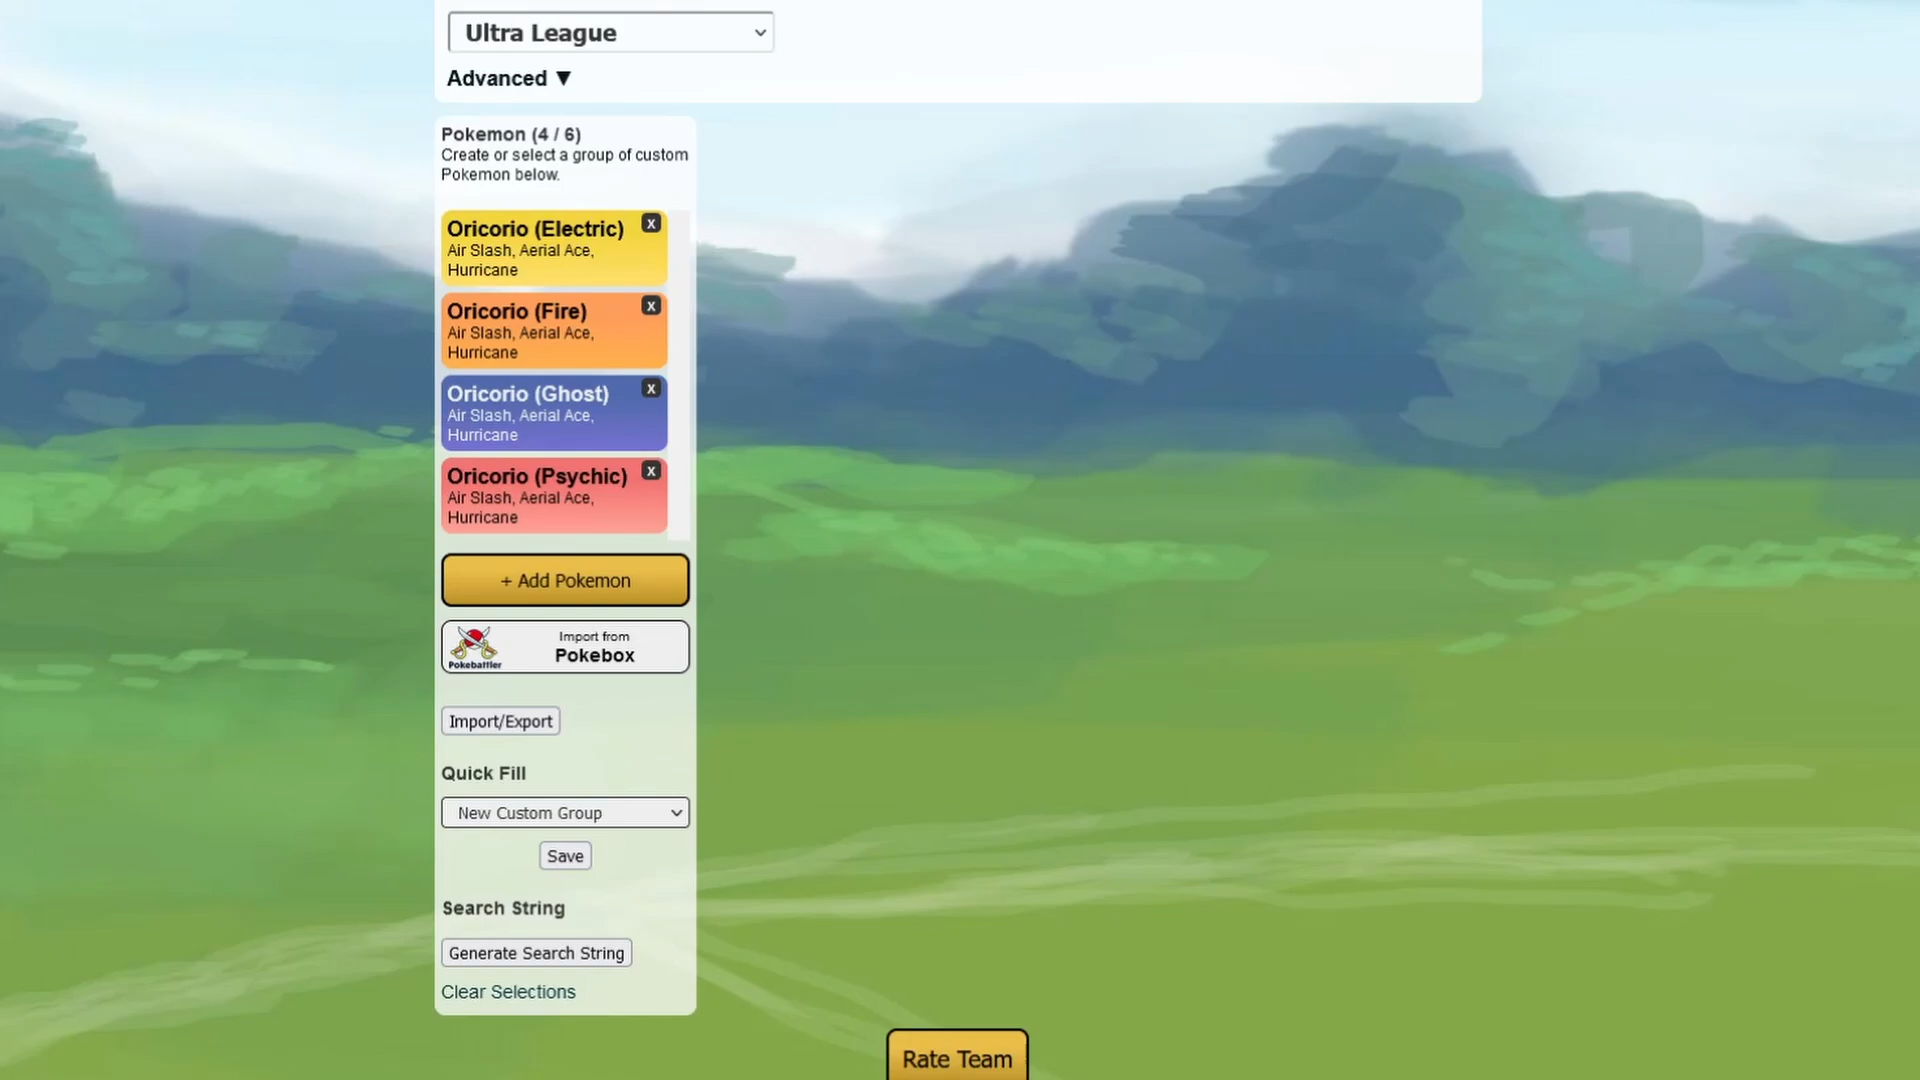 Ultra League
Advanced ▼
Pokemon (4 / 6)
Create or select a group of custom
Pokemon below.
Oricorio (Electric)
X
Air Slash, Aerial Ace,
Hurricane
Oricorio (Fire)
X
Air Slash, Aerial Ace,
Hurricane
Oricorio (Ghost)
X
Air Slash, Aerial Ace,
Hurricane
Oricorio (Psychic)
X
Air Slash, Aerial Ace,
Hurricane
+ Add Pokemon
Pokebattler
Import from
Pokebox
Import/Export
Quick Fill
New Custom Group
Save
Search String
Generate Search String
Clear Selections
Rate Team